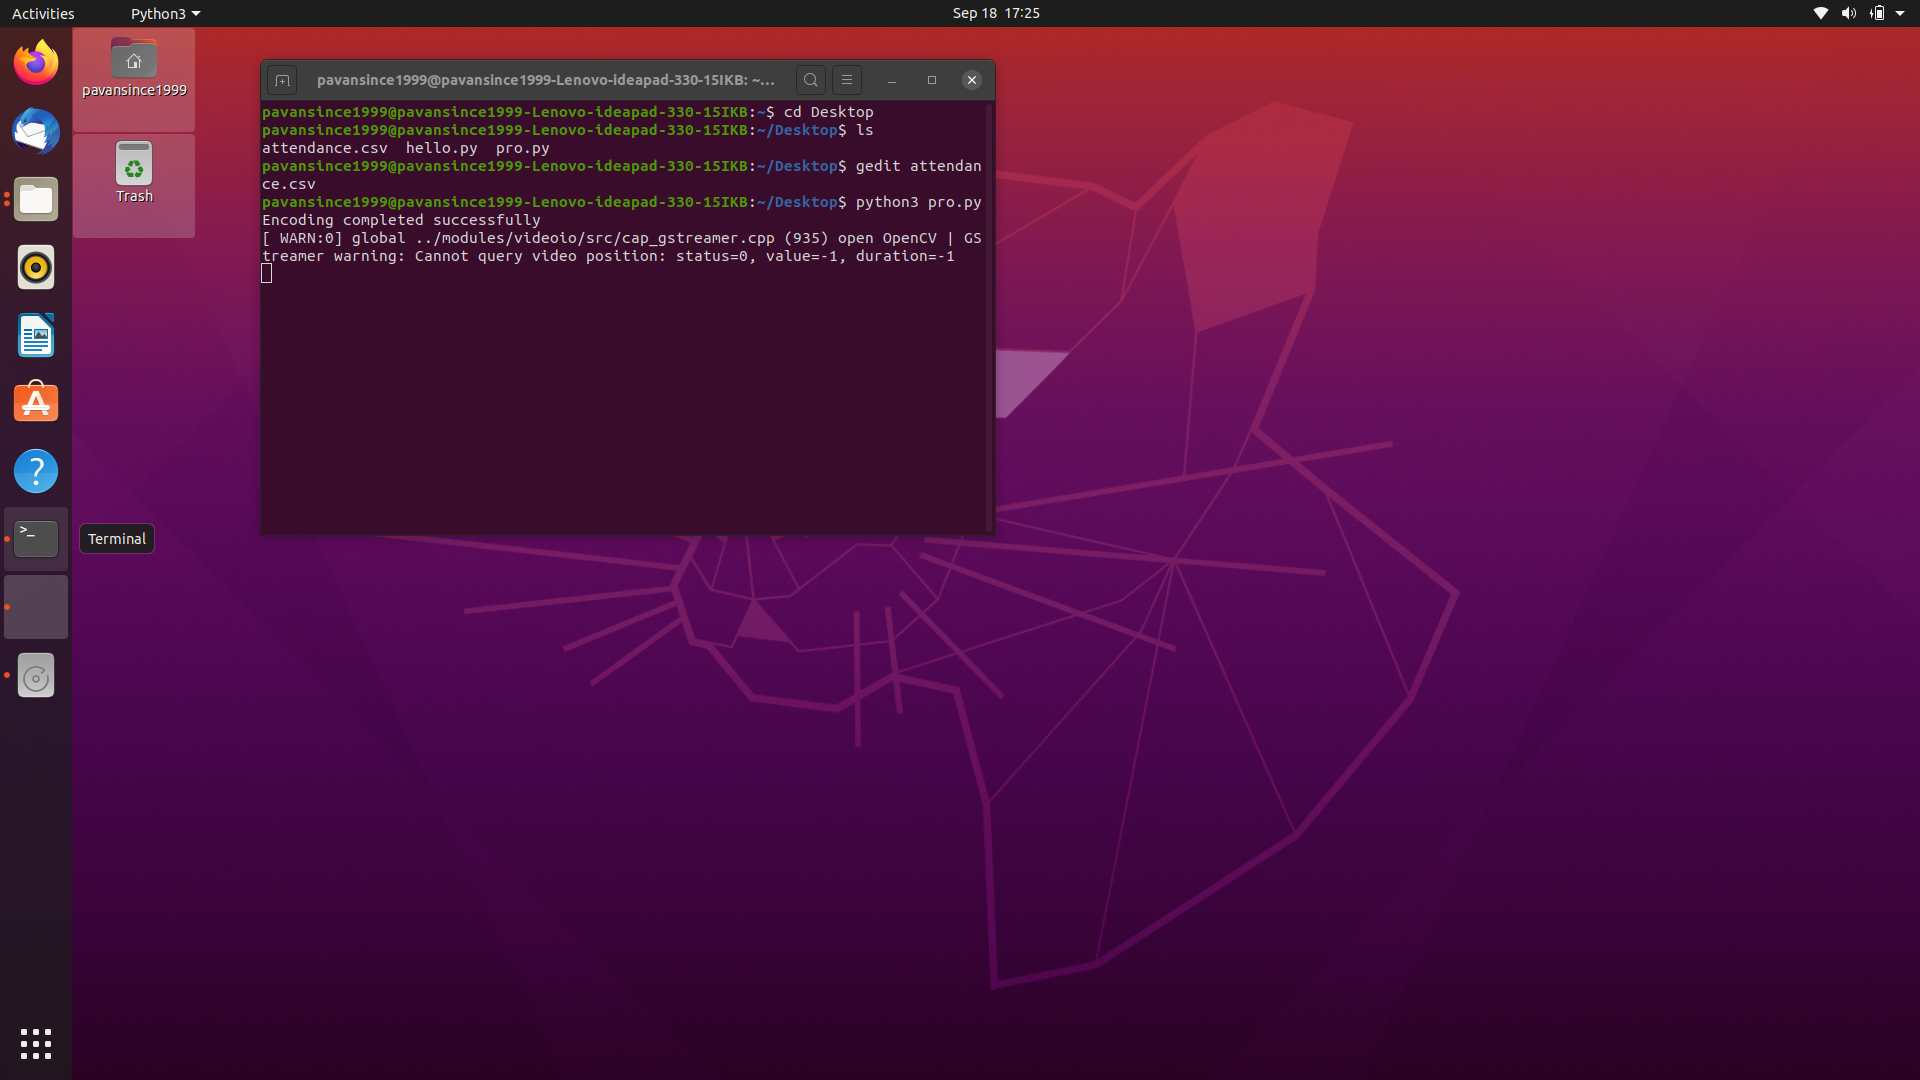 Activities
Python3
Sep 18 17:25
pavansince1999
Trash
pavansince1999@pavansince1999-Lenovo-ideapad-330-15IKB: ~...
pavansince1999@pavansince1999-Lenovo-ideapad-330-15IKB:~$ cd Desktop
pavansince1999@pavansince1999-Lenovo-ideapad-330-15IKB:~/Desktop$ ls
attendance.csv  hello.py  pro.py
pavansince1999@pavansince1999-Lenovo-ideapad-330-15IKB:~/Desktop$ gedit attendan
ce.csv
pavansince1999@pavansince1999-Lenovo-ideapad-330-15IKB:~/Desktop$ python3 pro.py
Encoding completed successfully
[ WARN:0] global ../modules/videoio/src/cap_gstreamer.cpp (935) open OpenCV | GS
treamer warning: Cannot query video position: status=0, value=-1, duration=-1
Terminal